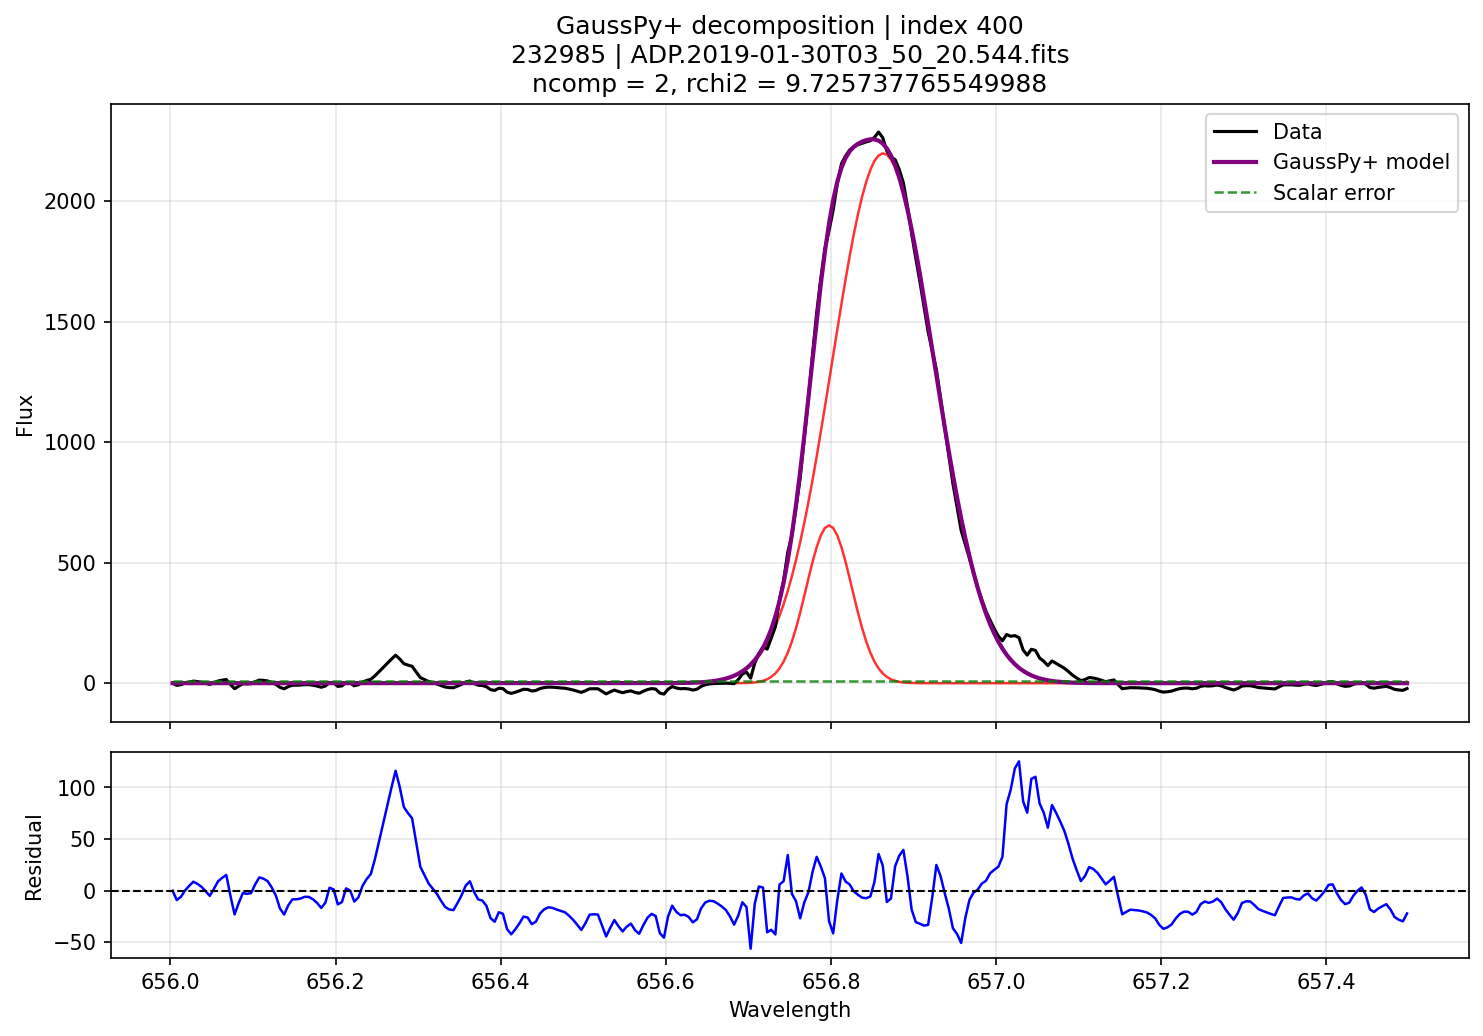 GaussPy+ decomposition | index 400
232985 | ADP.2019-01-30T03_50_20.544.fits
ncomp = 2, rchi2 = 9.725737765549988
Data
GaussPy+ model
Scalar error
Flux
2000
1500
1000
500
0
Residual
100
50
0
−50
656.0 656.2 656.4 656.6 656.8 657.0 657.2 657.4
Wavelength